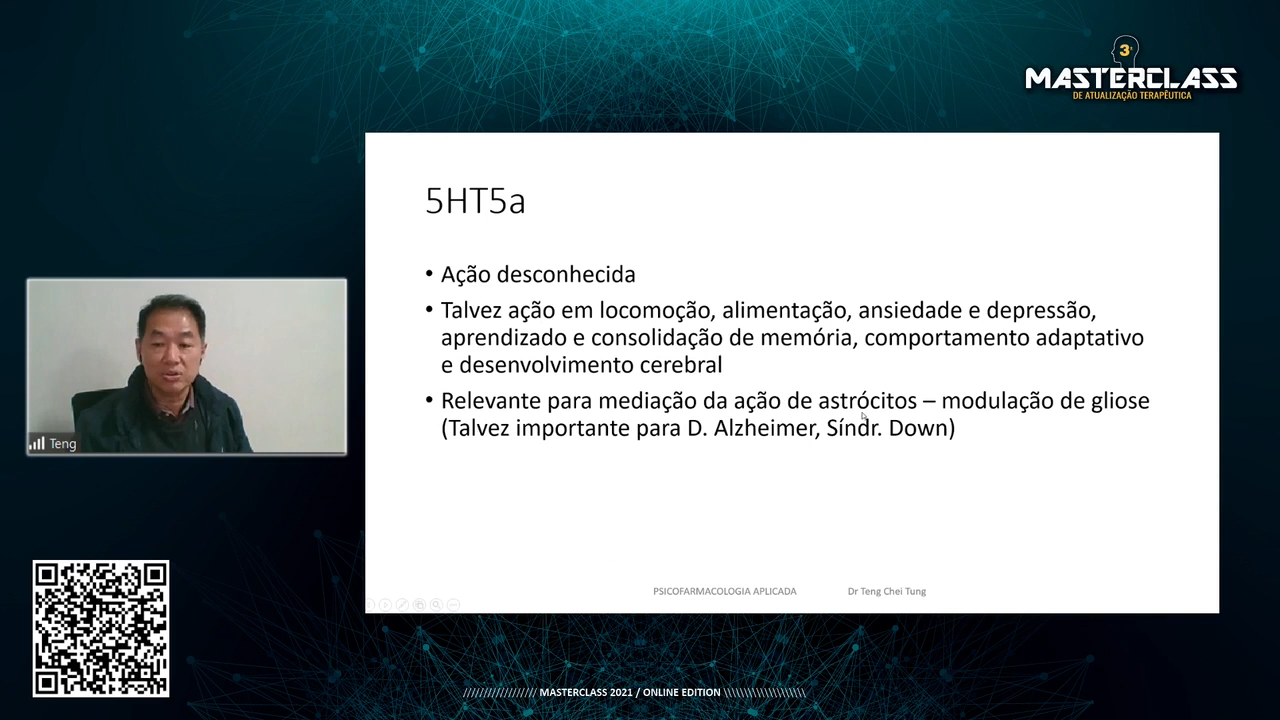 3ª
MASTERCLASS
DE ATUALIZAÇÃO TERAPÊUTICA
5HT5a
• Ação desconhecida
• Talvez ação em locomoção, alimentação, ansiedade e depressão,
aprendizado e consolidação de memória, comportamento adaptativo
e desenvolvimento cerebral
• Relevante para mediação da ação de astrócitos – modulação de gliose
(Talvez importante para D. Alzheimer, Síndr. Down)
Teng
PSICOFARMACOLOGIA APLICADA Dr Teng Chei Tung
/////////////////// MASTERCLASS 2021 / ONLINE EDITION \\\\\\\\\\\\\\\\\\\\